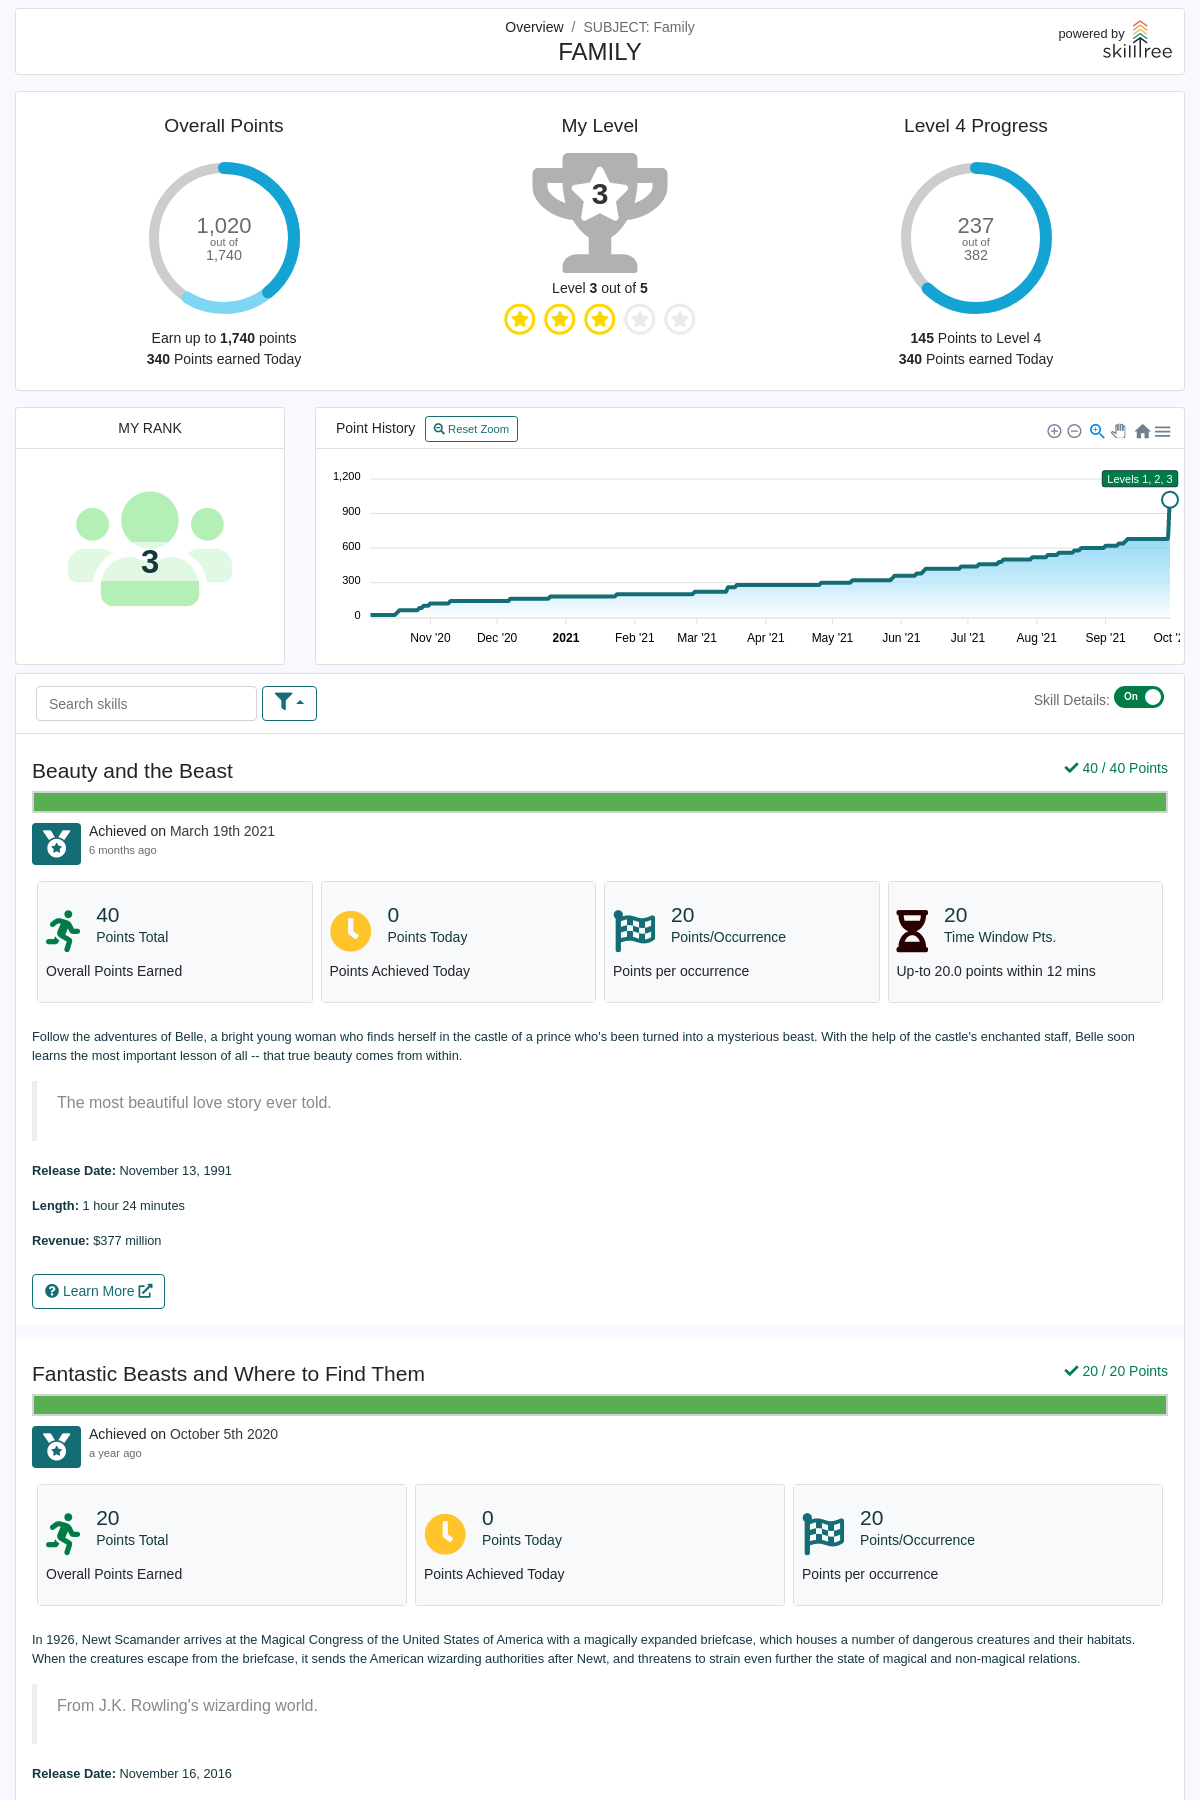 Overview / SUBJECT: Family
FAMILY
powered by
skilltree
Overall Points
1,020
out of
1,740
Earn up to 1,740 points
340 Points earned Today
My Level
3
Level 3 out of 5
Level 4 Progress
237
out of
382
145 Points to Level 4
340 Points earned Today
MY RANK
3
Point History
Reset Zoom
Levels 1, 2, 3
1,200
900
600
300
0
Nov '20 Dec '20 2021 Feb '21 Mar '21 Apr '21 May '21 Jun '21 Jul '21 Aug '21 Sep '21 Oct '
Search skills
Skill Details: On
Beauty and the Beast
40 / 40 Points
Achieved on March 19th 2021
6 months ago
40
Points Total
Overall Points Earned
0
Points Today
Points Achieved Today
20
Points/Occurrence
Points per occurrence
20
Time Window Pts.
Up-to 20.0 points within 12 mins
Follow the adventures of Belle, a bright young woman who finds herself in the castle of a prince who's been turned into a mysterious beast. With the help of the castle's enchanted staff, Belle soon
learns the most important lesson of all -- that true beauty comes from within.
The most beautiful love story ever told.
Release Date: November 13, 1991
Length: 1 hour 24 minutes
Revenue: $377 million
Learn More
Fantastic Beasts and Where to Find Them
20 / 20 Points
Achieved on October 5th 2020
a year ago
20
Points Total
Overall Points Earned
0
Points Today
Points Achieved Today
20
Points/Occurrence
Points per occurrence
In 1926, Newt Scamander arrives at the Magical Congress of the United States of America with a magically expanded briefcase, which houses a number of dangerous creatures and their habitats.
When the creatures escape from the briefcase, it sends the American wizarding authorities after Newt, and threatens to strain even further the state of magical and non-magical relations.
From J.K. Rowling's wizarding world.
Release Date: November 16, 2016